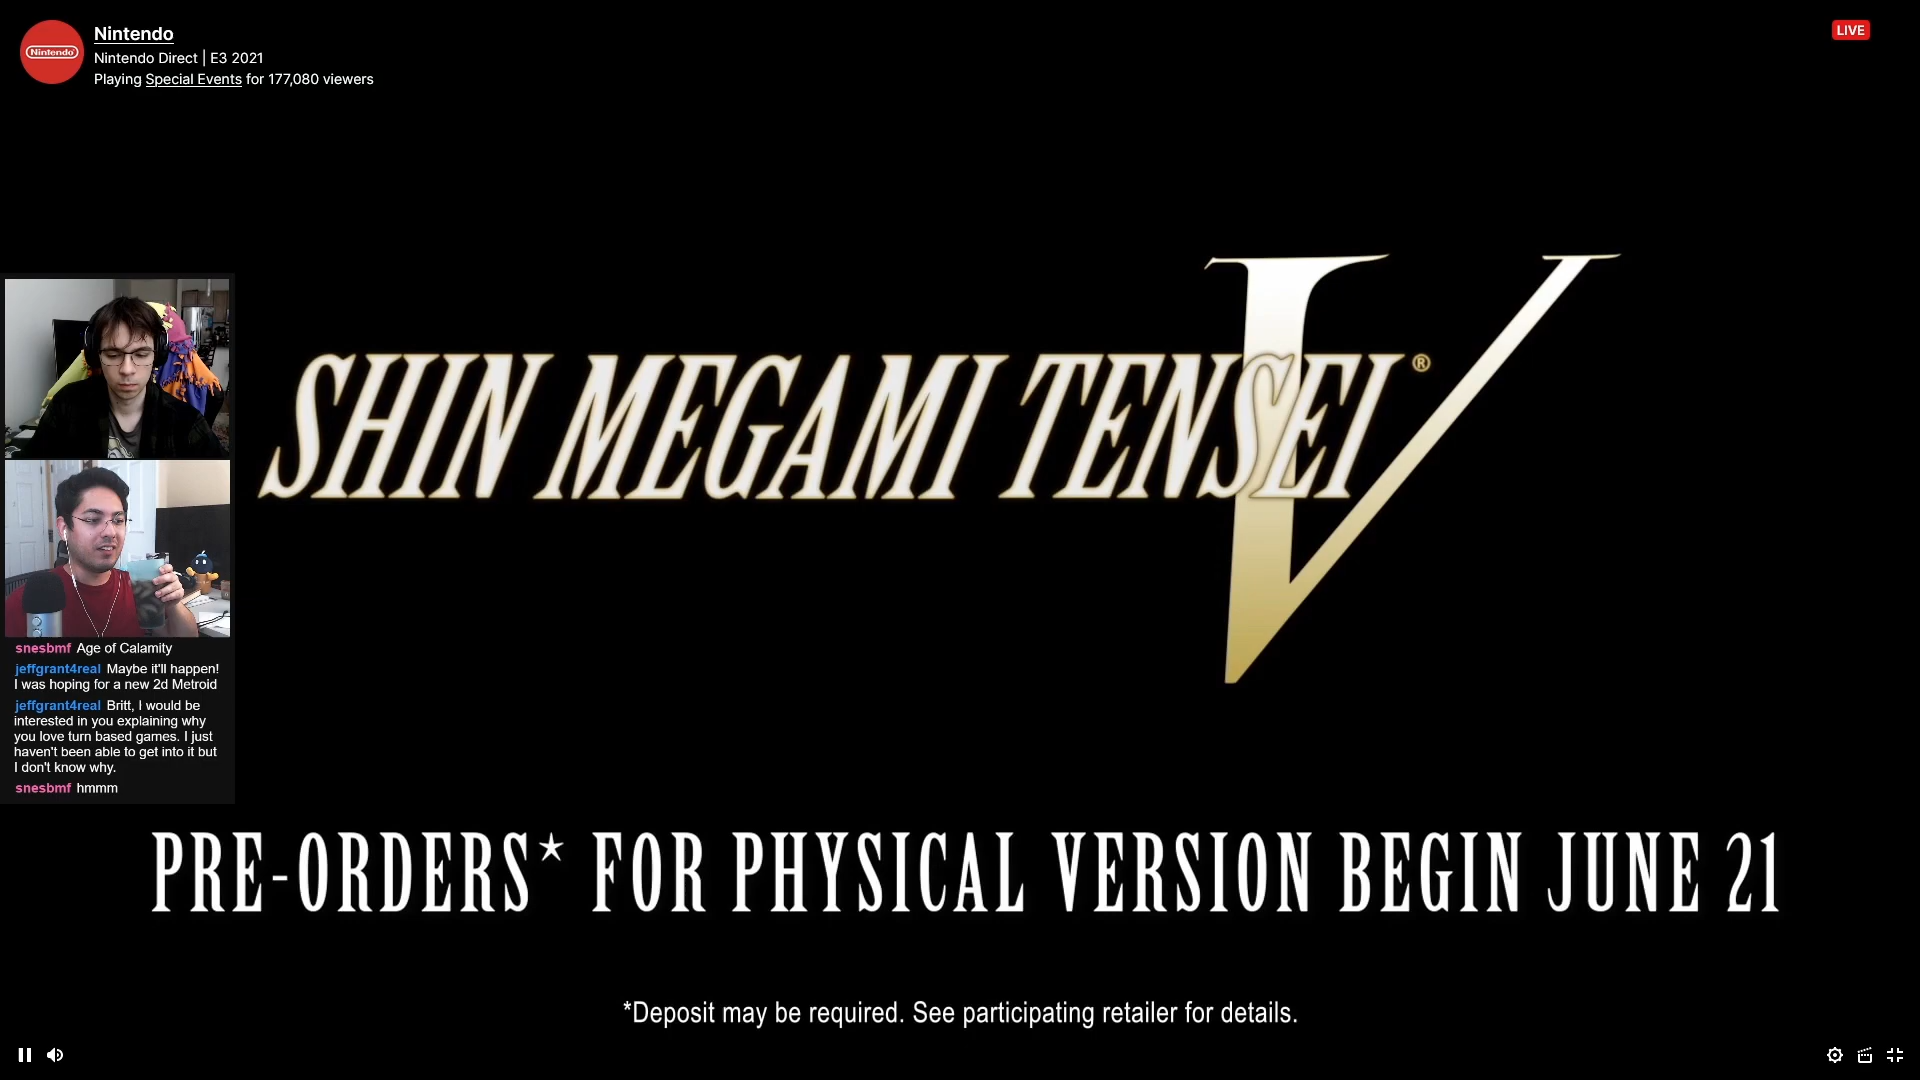 Nintendo
Nintendo
Nintendo Direct | E3 2021
Playing Special Events for 177,080 viewers
LIVE
SHIN MEGAMI TENSEI V®
snesbmf Age of Calamity
jeffgrant4real Maybe it'll happen!
I was hoping for a new 2d Metroid
jeffgrant4real Britt, I would be
interested in you explaining why
you love turn based games. I just
haven't been able to get into it but
I don't know why.
snesbmf hmmm
PRE-ORDERS* FOR PHYSICAL VERSION BEGIN JUNE 21
*Deposit may be required. See participating retailer for details.